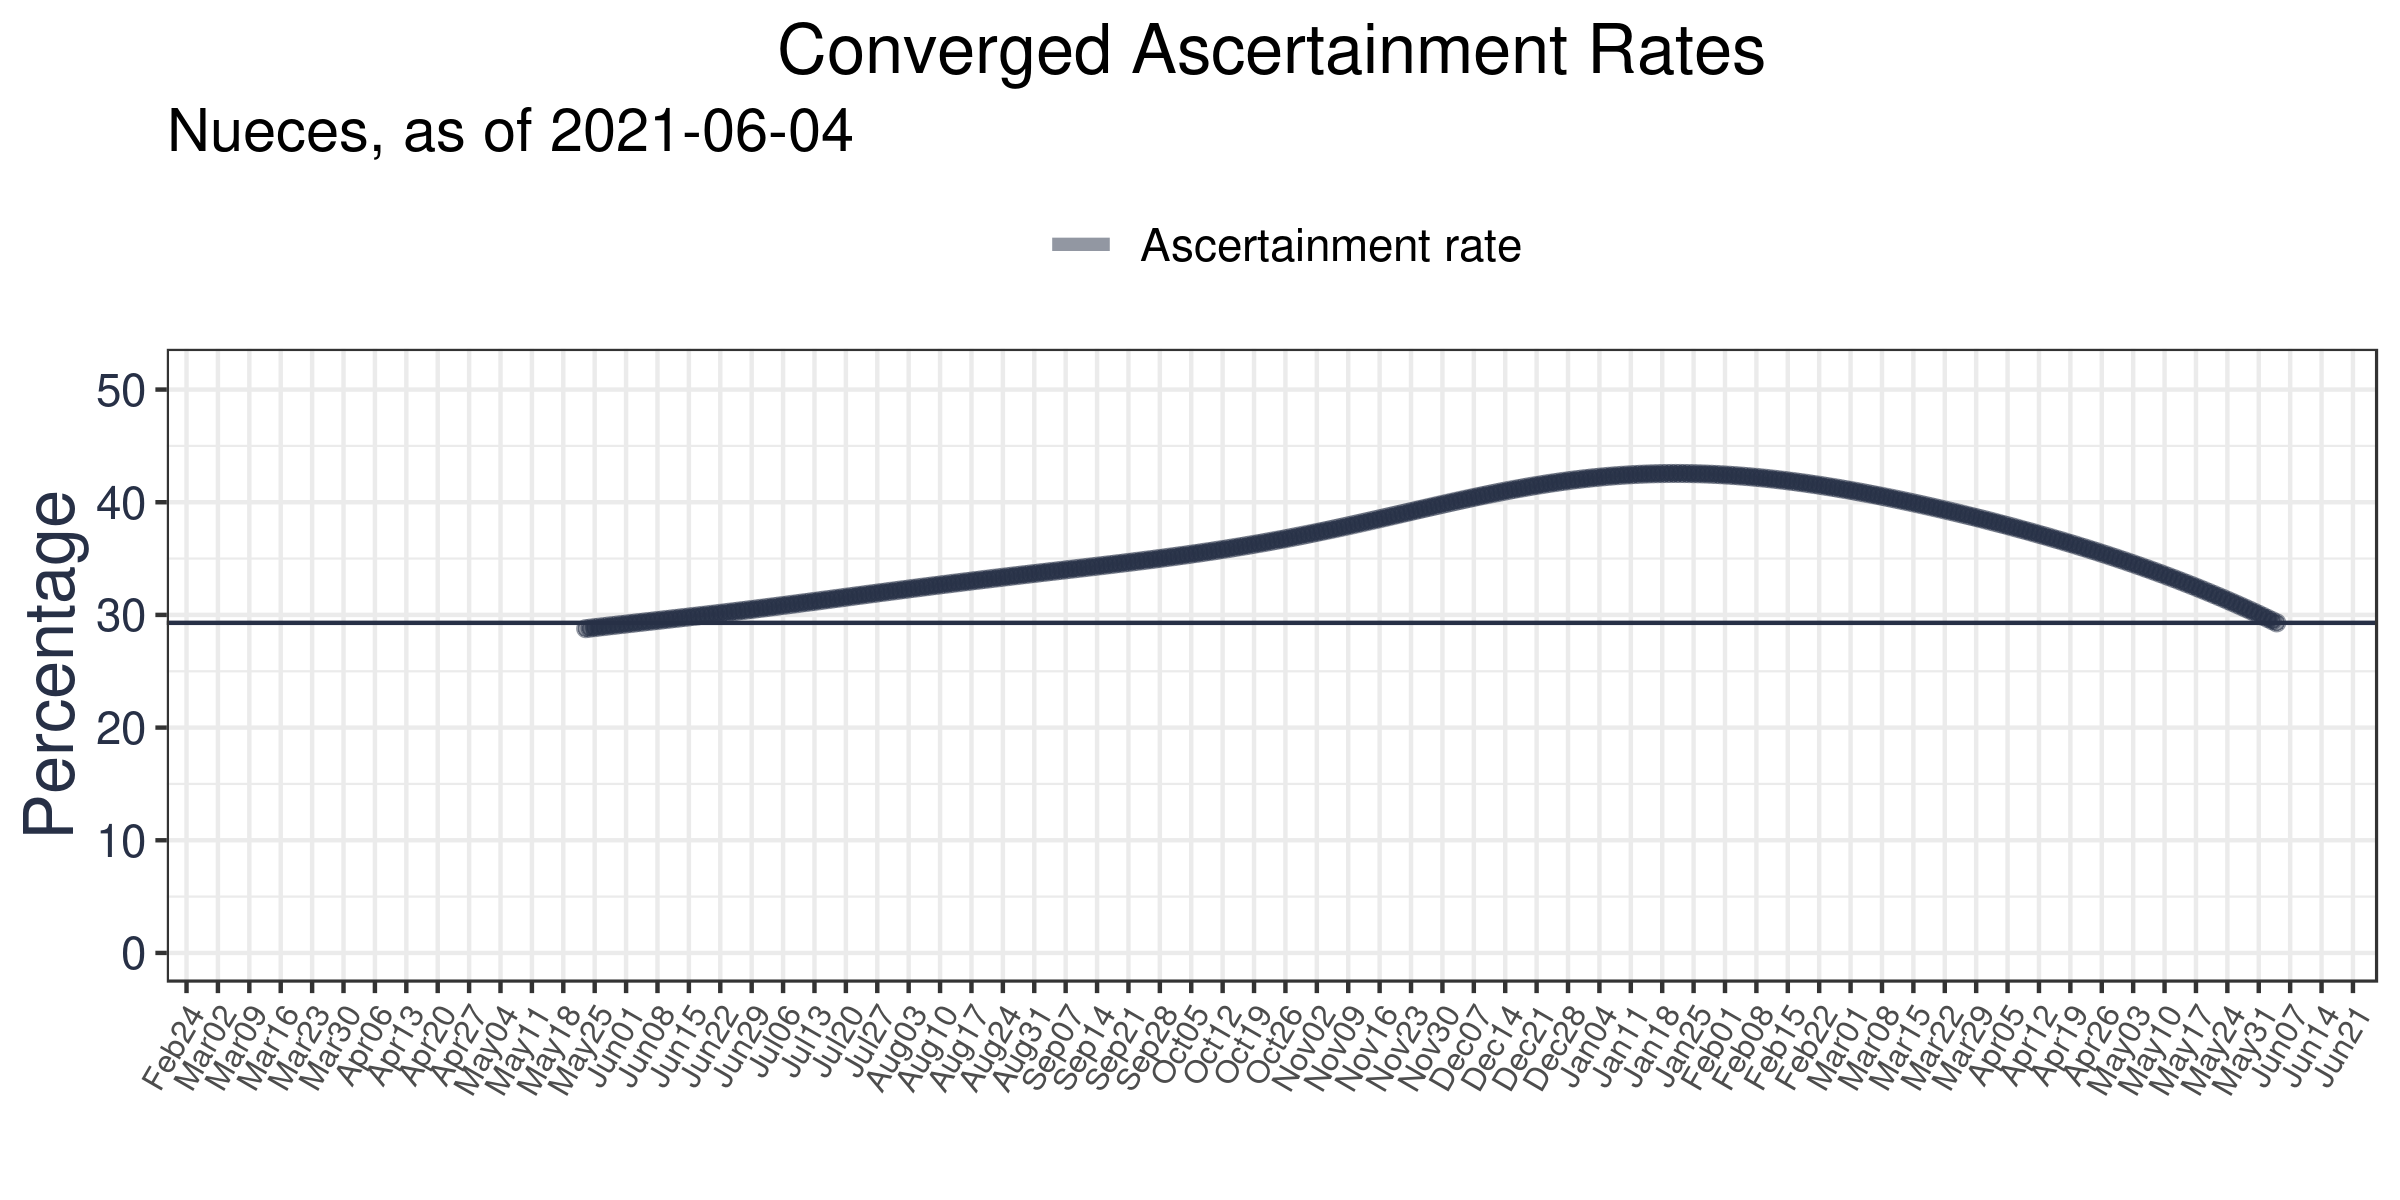 Converged Ascertainment Rates
Nueces, as of 2021-06-04
Ascertainment rate
Percentage
50
40
30
20
10
0
Feb24
Mar02
Mar09
Mar16
Mar23
Mar30
Apr06
Apr13
Apr20
Apr27
May04
May11
May18
May25
Jun01
Jun08
Jun15
Jun22
Jun29
Jul06
Jul13
Jul20
Jul27
Aug03
Aug10
Aug17
Aug24
Aug31
Sep07
Sep14
Sep21
Sep28
Oct05
Oct12
Oct19
Oct26
Nov02
Nov09
Nov16
Nov23
Nov30
Dec07
Dec14
Dec21
Dec28
Jan04
Jan11
Jan18
Jan25
Feb01
Feb08
Feb15
Feb22
Mar01
Mar08
Mar15
Mar22
Mar29
Apr05
Apr12
Apr19
Apr26
May03
May10
May17
May24
May31
Jun07
Jun14
Jun21